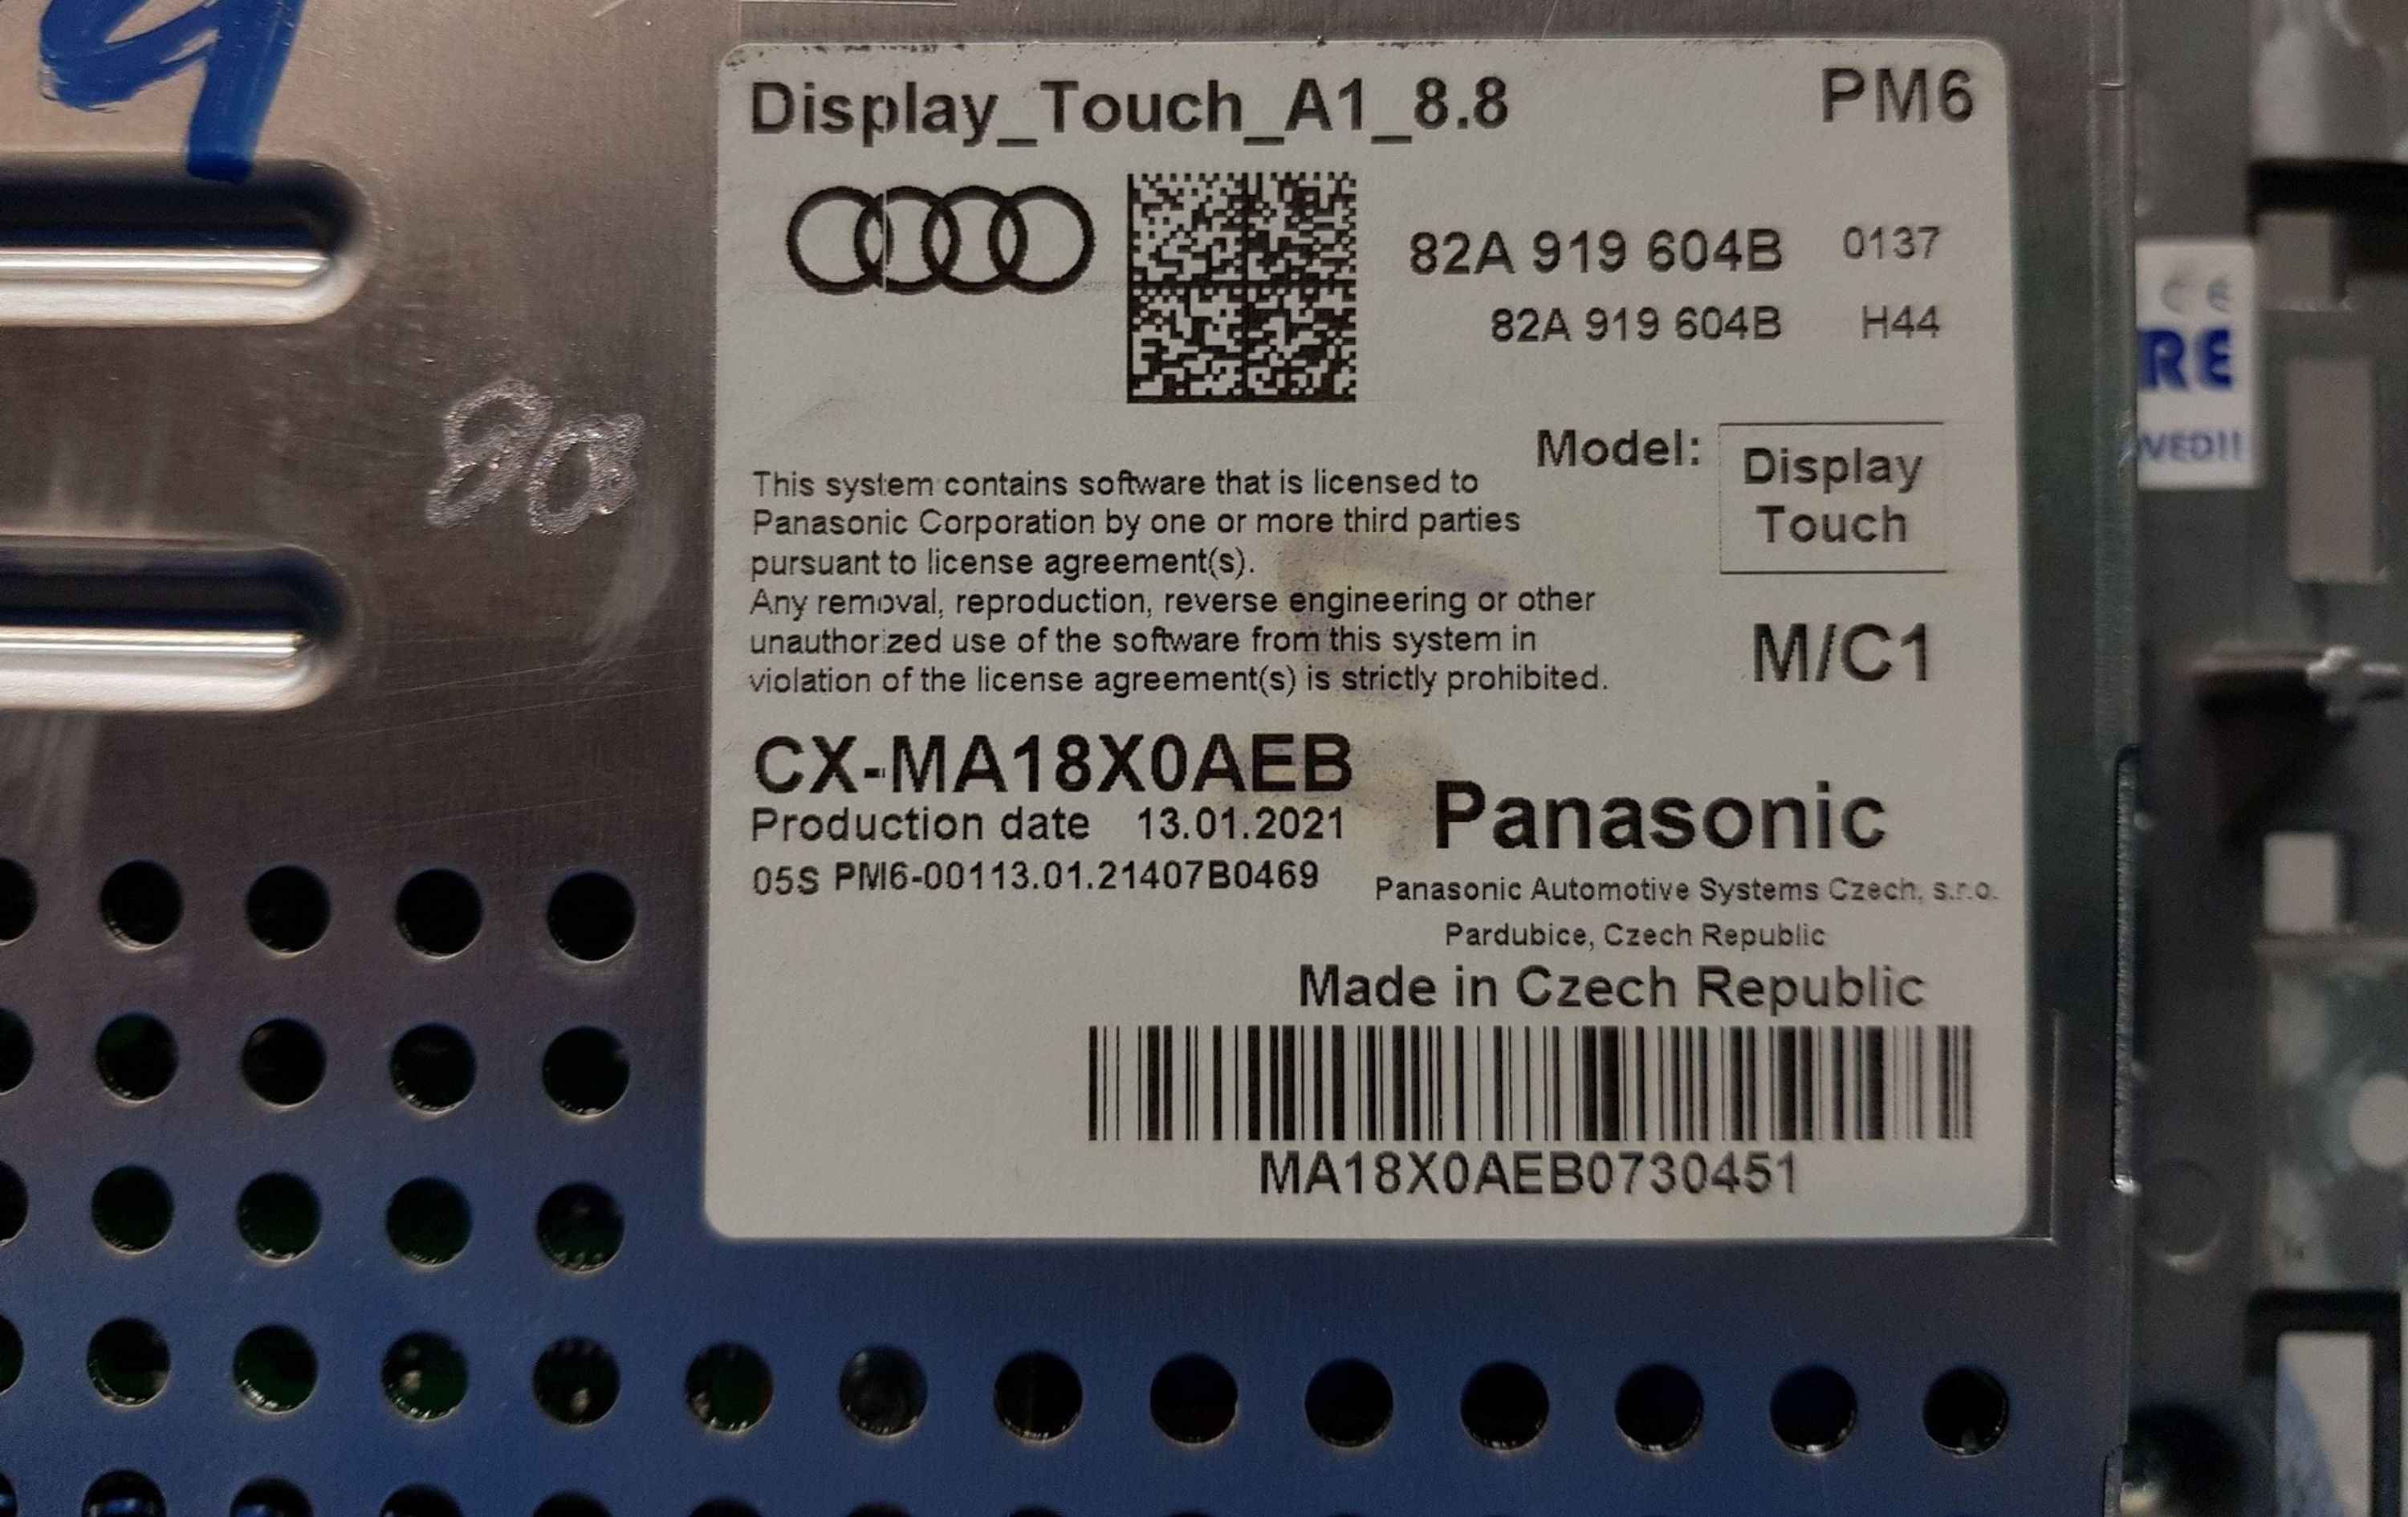 Display_Touch_A1_8.8 PM6
82A 919 604B 0137
82A 919 604B H44
Model: Display
Touch
This system contains software that is licensed to
Panasonic Corporation by one or more third parties
pursuant to license agreement(s).
Any removal, reproduction, reverse engineering or other
unauthorized use of the software from this system in
violation of the license agreement(s) is strictly prohibited.
M/C1
CX-MA18X0AEB
Production date 13.01.2021
05S PM6-00113.01.21407B0469
Panasonic
Panasonic Automotive Systems Czech, s.r.o.
Pardubice, Czech Republic
Made in Czech Republic
MA18X0AEB0730451
CE
RE
VED!!